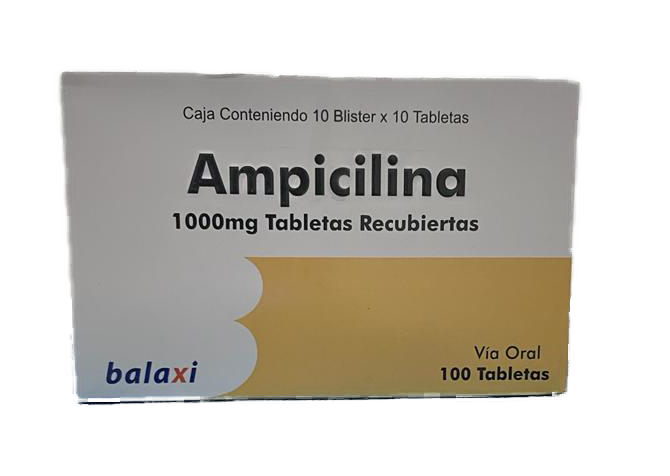 Caja Conteniendo 10 Blister x 10 Tabletas
Ampicilina
1000mg Tabletas Recubiertas
balaxi
Vía Oral
100 Tabletas